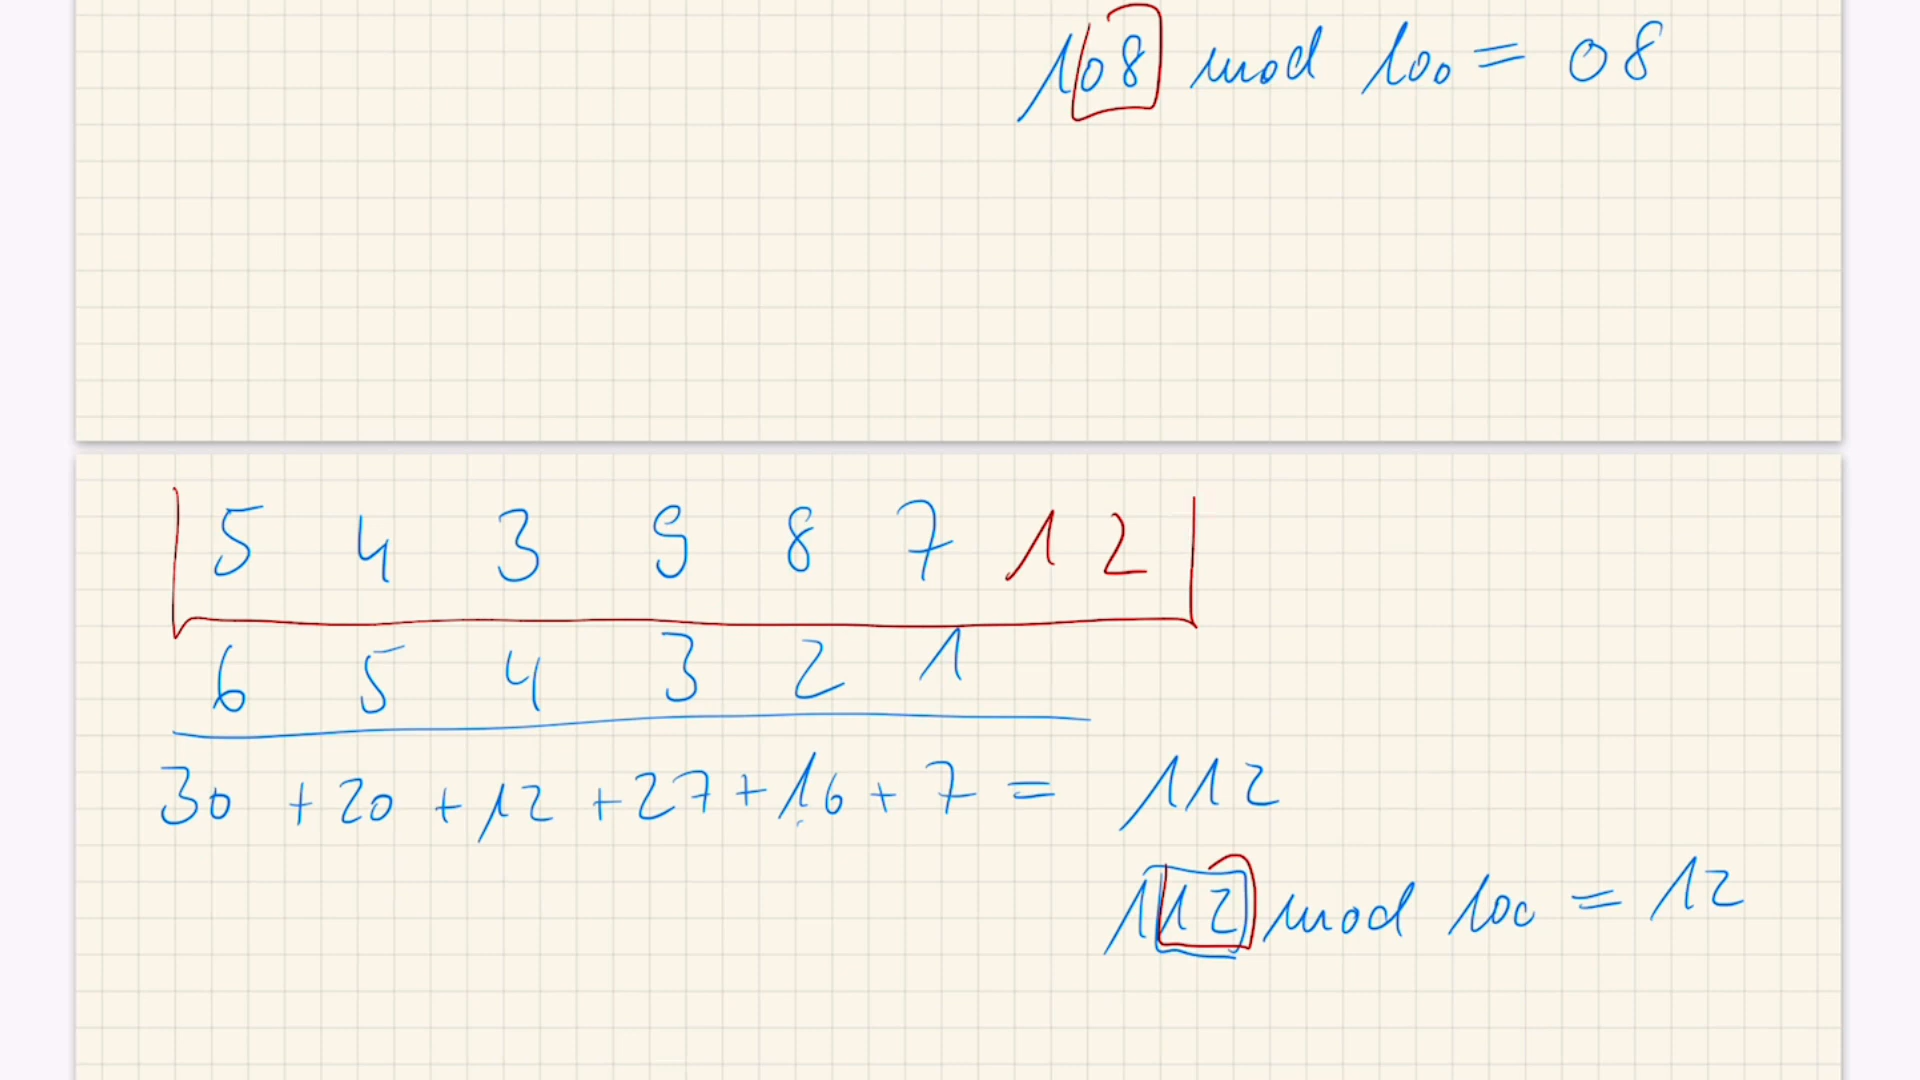 108 mod 100 = 08
5 4 3 9 8 7 1 2
6 5 4 3 2 1
30 + 20 + 12 + 27 + 16 + 7 = 112
112 mod 100 = 12